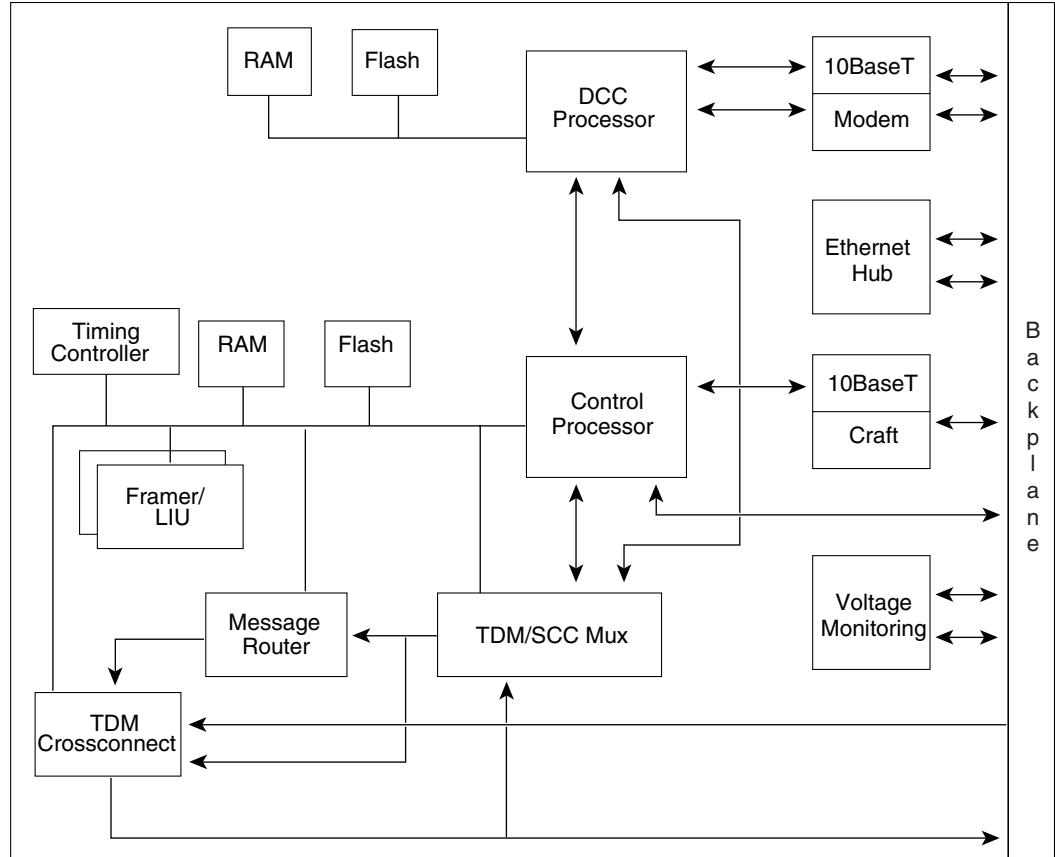 RAM
Flash
DCC
Processor
10BaseT
Modem
Ethernet
Hub
Timing
Controller
RAM
Flash
Control
Processor
10BaseT
Craft
Framer/
LIU
Message
Router
TDM/SCC Mux
Voltage
Monitoring
TDM
Crossconnect
Backplane